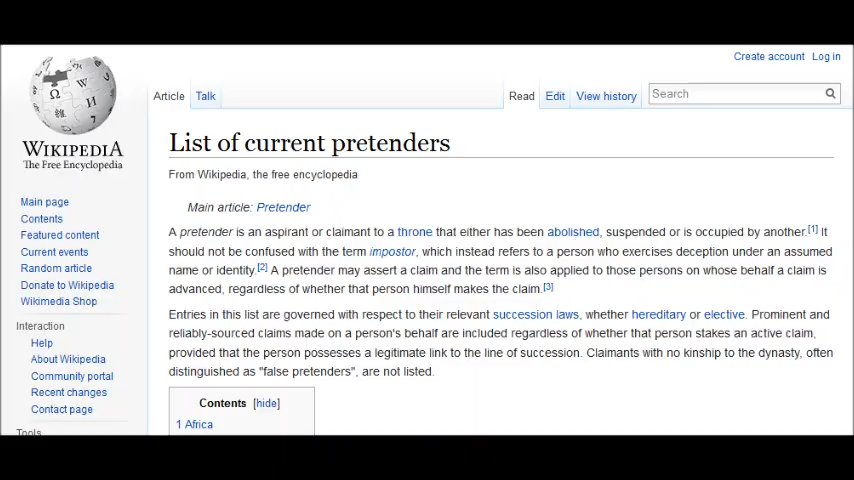 Create account Log in
Article Talk Read Edit View history Search
WIKIPEDIA
The Free Encyclopedia
List of current pretenders
From Wikipedia, the free encyclopedia
Main article: Pretender
A pretender is an aspirant or claimant to a throne that either has been abolished, suspended or is occupied by another.[1] It
should not be confused with the term impostor, which instead refers to a person who exercises deception under an assumed
name or identity.[2] A pretender may assert a claim and the term is also applied to those persons on whose behalf a claim is
advanced, regardless of whether that person himself makes the claim.[3]
Entries in this list are governed with respect to their relevant succession laws, whether hereditary or elective. Prominent and
reliably-sourced claims made on a person's behalf are included regardless of whether that person stakes an active claim,
provided that the person possesses a legitimate link to the line of succession. Claimants with no kinship to the dynasty, often
distinguished as "false pretenders", are not listed.
Contents [hide]
1 Africa
Main page
Contents
Featured content
Current events
Random article
Donate to Wikipedia
Wikimedia Shop
Interaction
Help
About Wikipedia
Community portal
Recent changes
Contact page
Tools